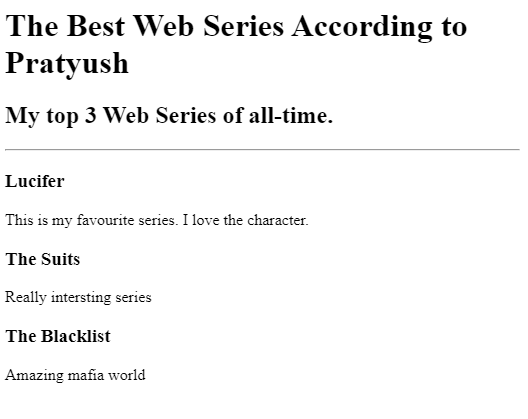 The Best Web Series According to
Pratyush
My top 3 Web Series of all-time.
Lucifer
This is my favourite series. I love the character.
The Suits
Really intersting series
The Blacklist
Amazing mafia world